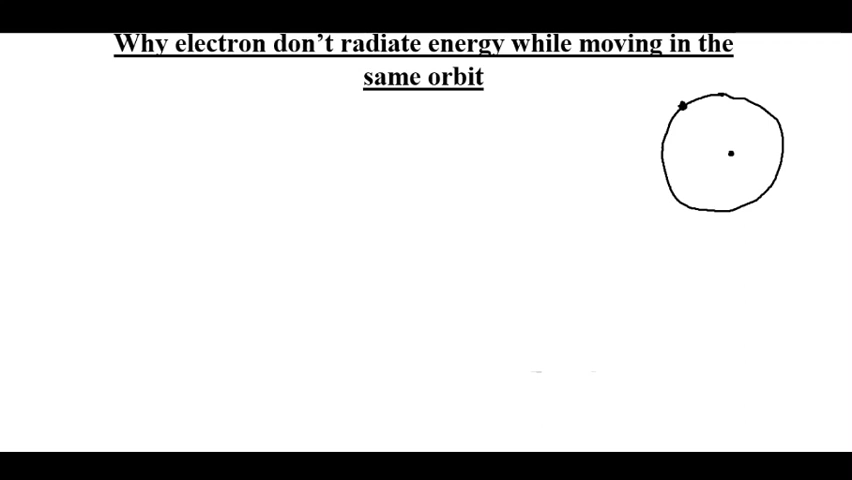 Why electron don’t radiate energy while moving in the
same orbit